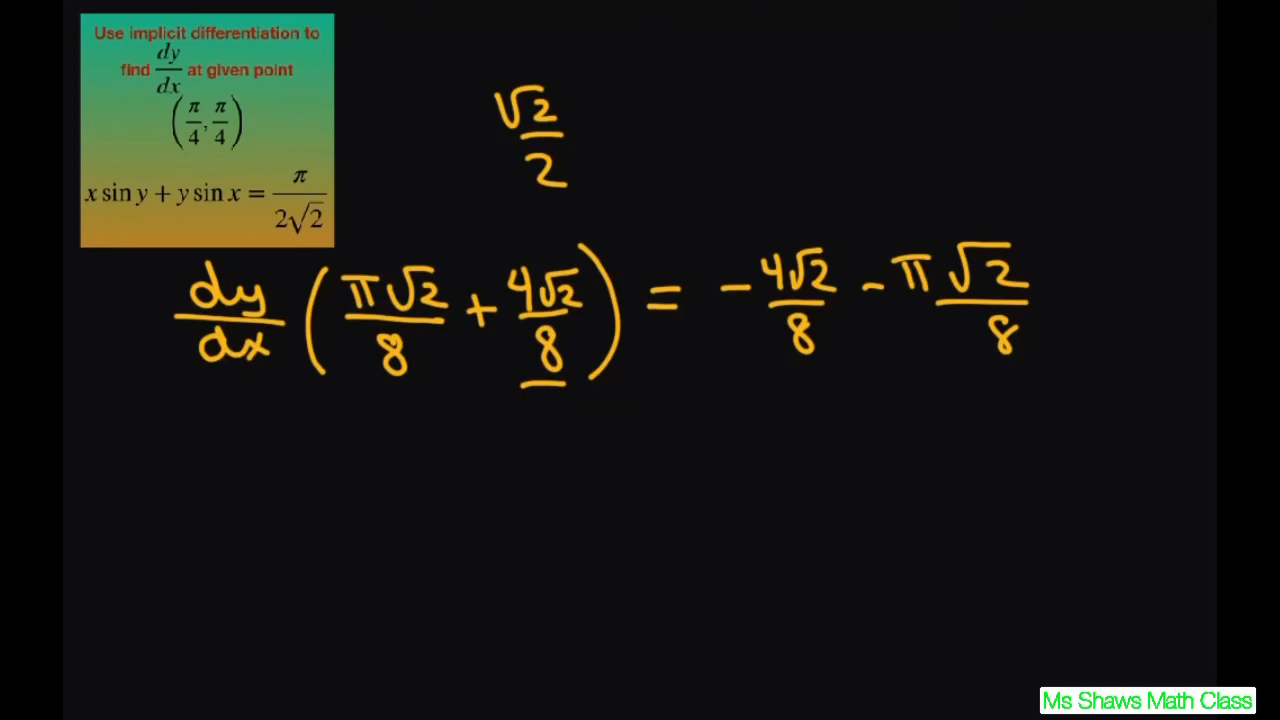 Use implicit differentiation to
find dy/dx at given point
(π/4, π/4)
x sin y + y sin x = π/(2√2)
√2/2
dy/dx (π√2/8 + 4√2/8) = - 4√2/8 - π√2/8
Ms Shaws Math Class